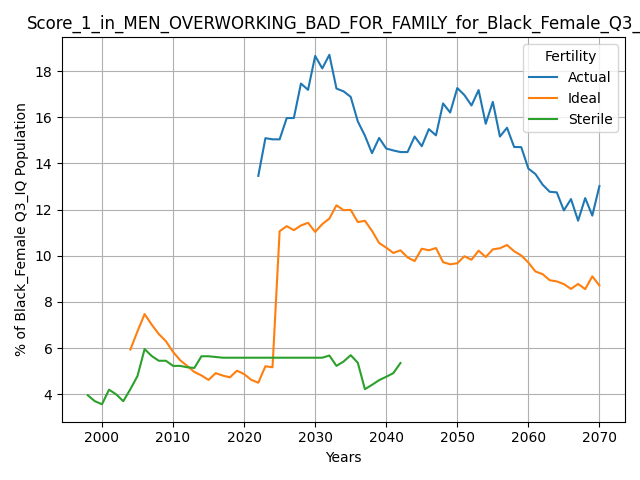 Score_1_in_MEN_OVERWORKING_BAD_FOR_FAMILY_for_Black_Female_Q3_
% of Black_Female Q3_IQ Population
18
16
14
12
10
8
6
4
Fertility
Actual
Ideal
Sterile
2000 2010 2020 2030 2040 2050 2060 2070
Years